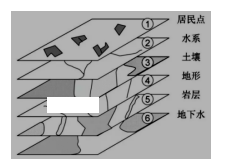 ① 居民点
② 水系
③ 土壤
④ 地形
⑤ 岩层
⑥ 地下水